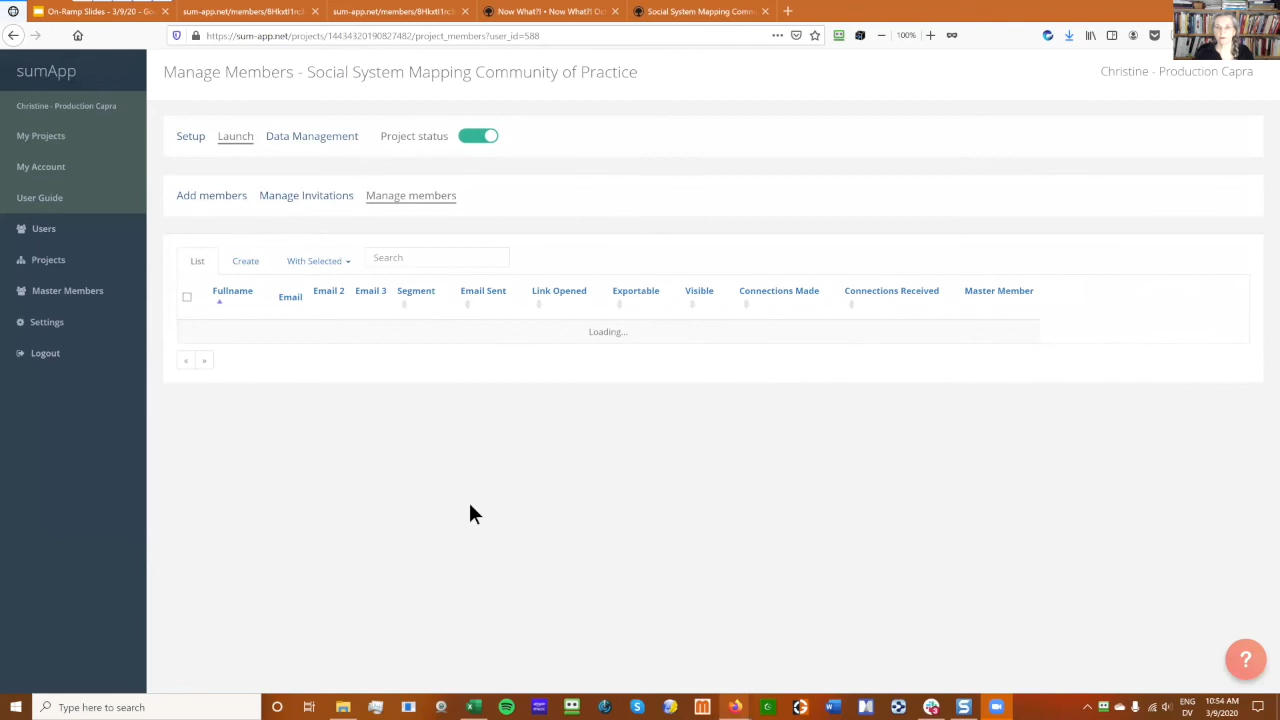 On-Ramp Slides - 3/9/20 - Go
sum-app.net/members/8HkxtI1rcI
sum-app.net/members/8HkxtI1rcI
Now What?! • Now What?! O
Social System Mapping Comm
https://sum-app.net/projects/14434320190827482/project_members?user_id=588
100%
sumApp
Manage Members - Social System Mapping Community of Practice
Christine - Production Capra
Christine - Production Capra
My Projects
My Account
User Guide
Users
Projects
Master Members
Settings
Logout
Setup Launch Data Management Project status
Add members Manage Invitations Manage members
List Create With Selected Search
Fullname Email Email 2 Email 3 Segment Email Sent Link Opened Exportable Visible Connections Made Connections Received Master Member
Loading...
« »
?
Type here to search
ENG
DV
10:54 AM
3/9/2020